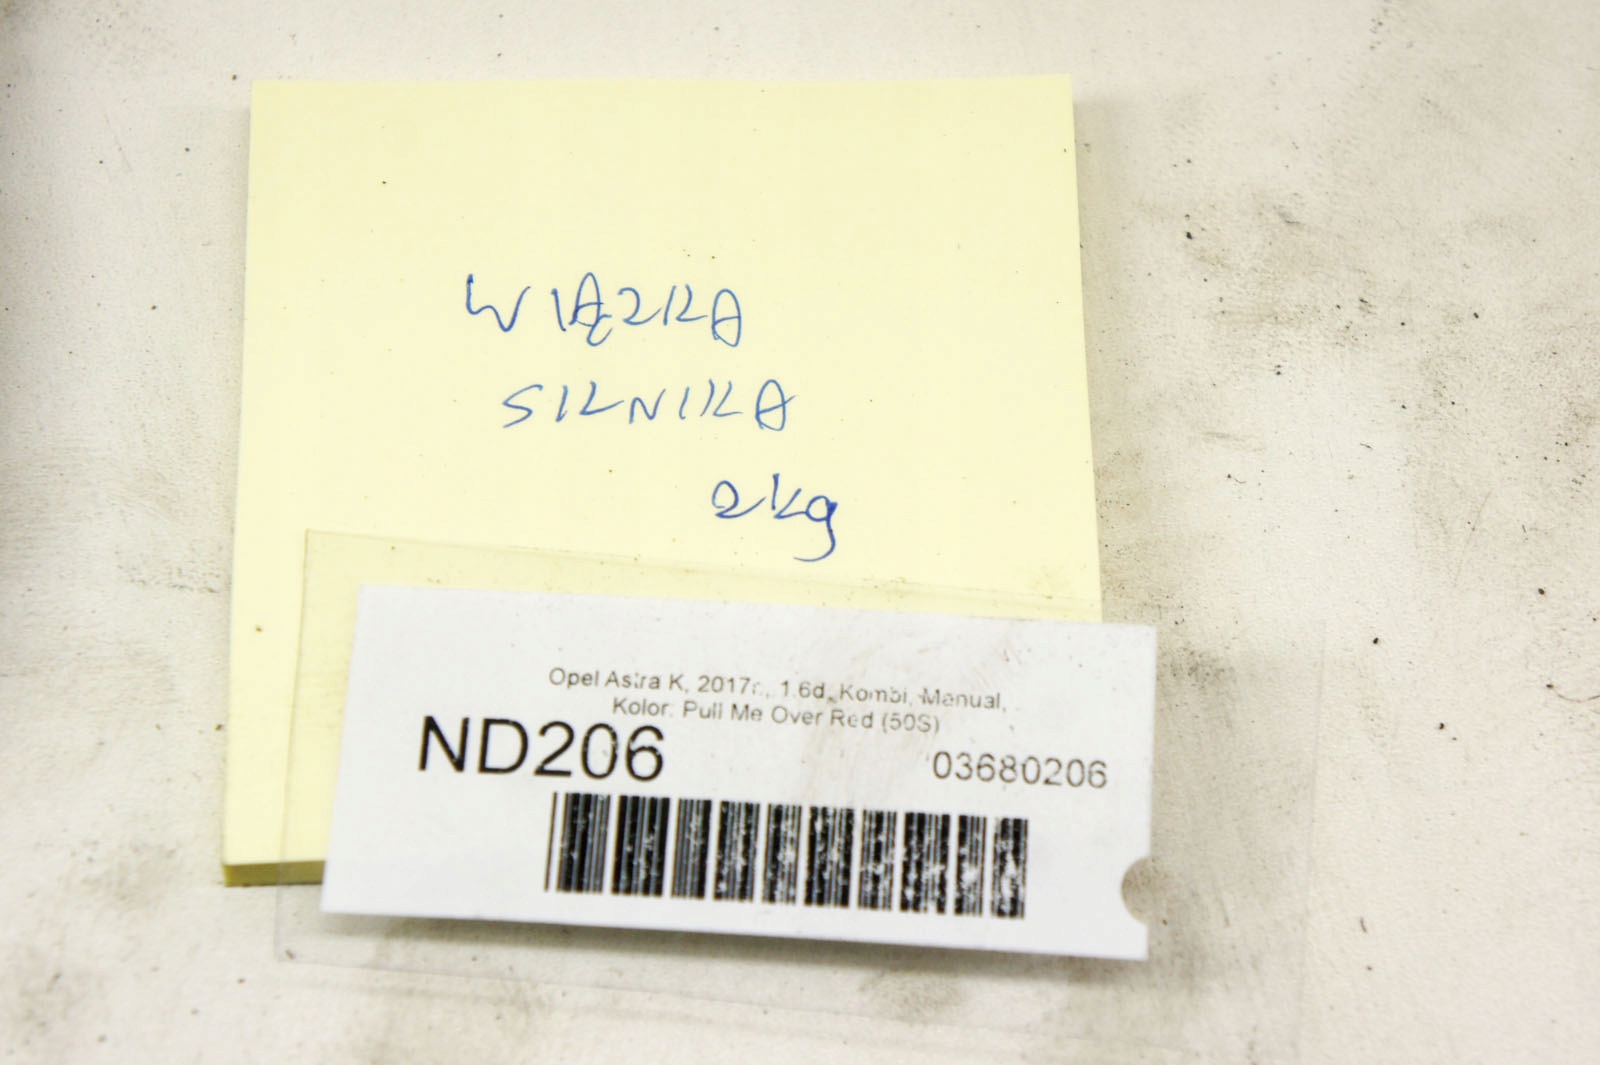 WIĄZKA
SILNIKA
2kg
Opel Astra K, 2017r., 1.6d, Kombi, Manual,
Kolor: Pull Me Over Red (50S)
ND206
03680206